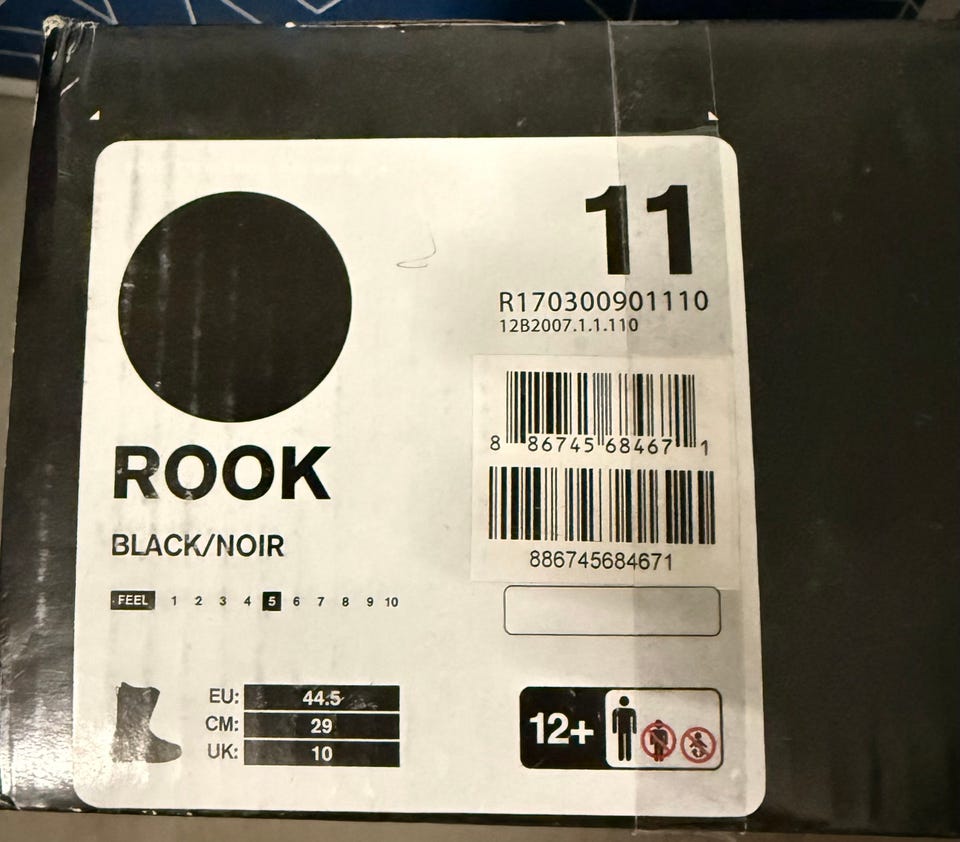 11
R170300901110
12B2007.1.1.110
8 86745 68467 1
886745684671
ROOK
BLACK/NOIR
FEEL 1 2 3 4 5 6 7 8 9 10
EU: 44.5
CM: 29
UK: 10
12+